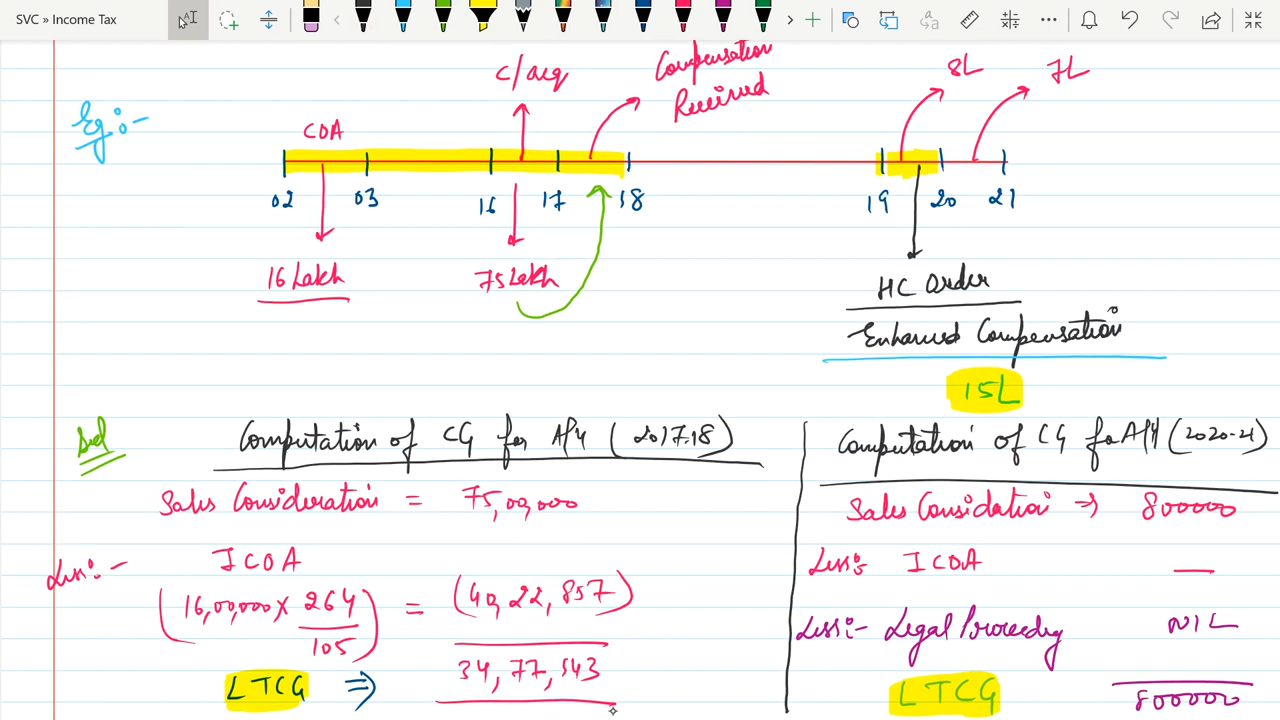 SVC » Income Tax
Eg:-
COA
C/acq
Compensation
Received
8L
7L
02 03 16 17 18 19 20 21
16 Lakh
75 Lakh
HC Order
Enhanced Compensation
15L
Sol
Computation of CG for A/Y (2017-18)
Sales Consideration = 75,00,000
Less:- ICOA
(16,00,000 × 264/105) = (40,22,857)
34,77,143
LTCG ⇒
Computation of CG for A/Y (2020-21)
Sales Considation → 800000
Less:- ICOA —
Less:- Legal Proceedg NIL
LTCG 800000